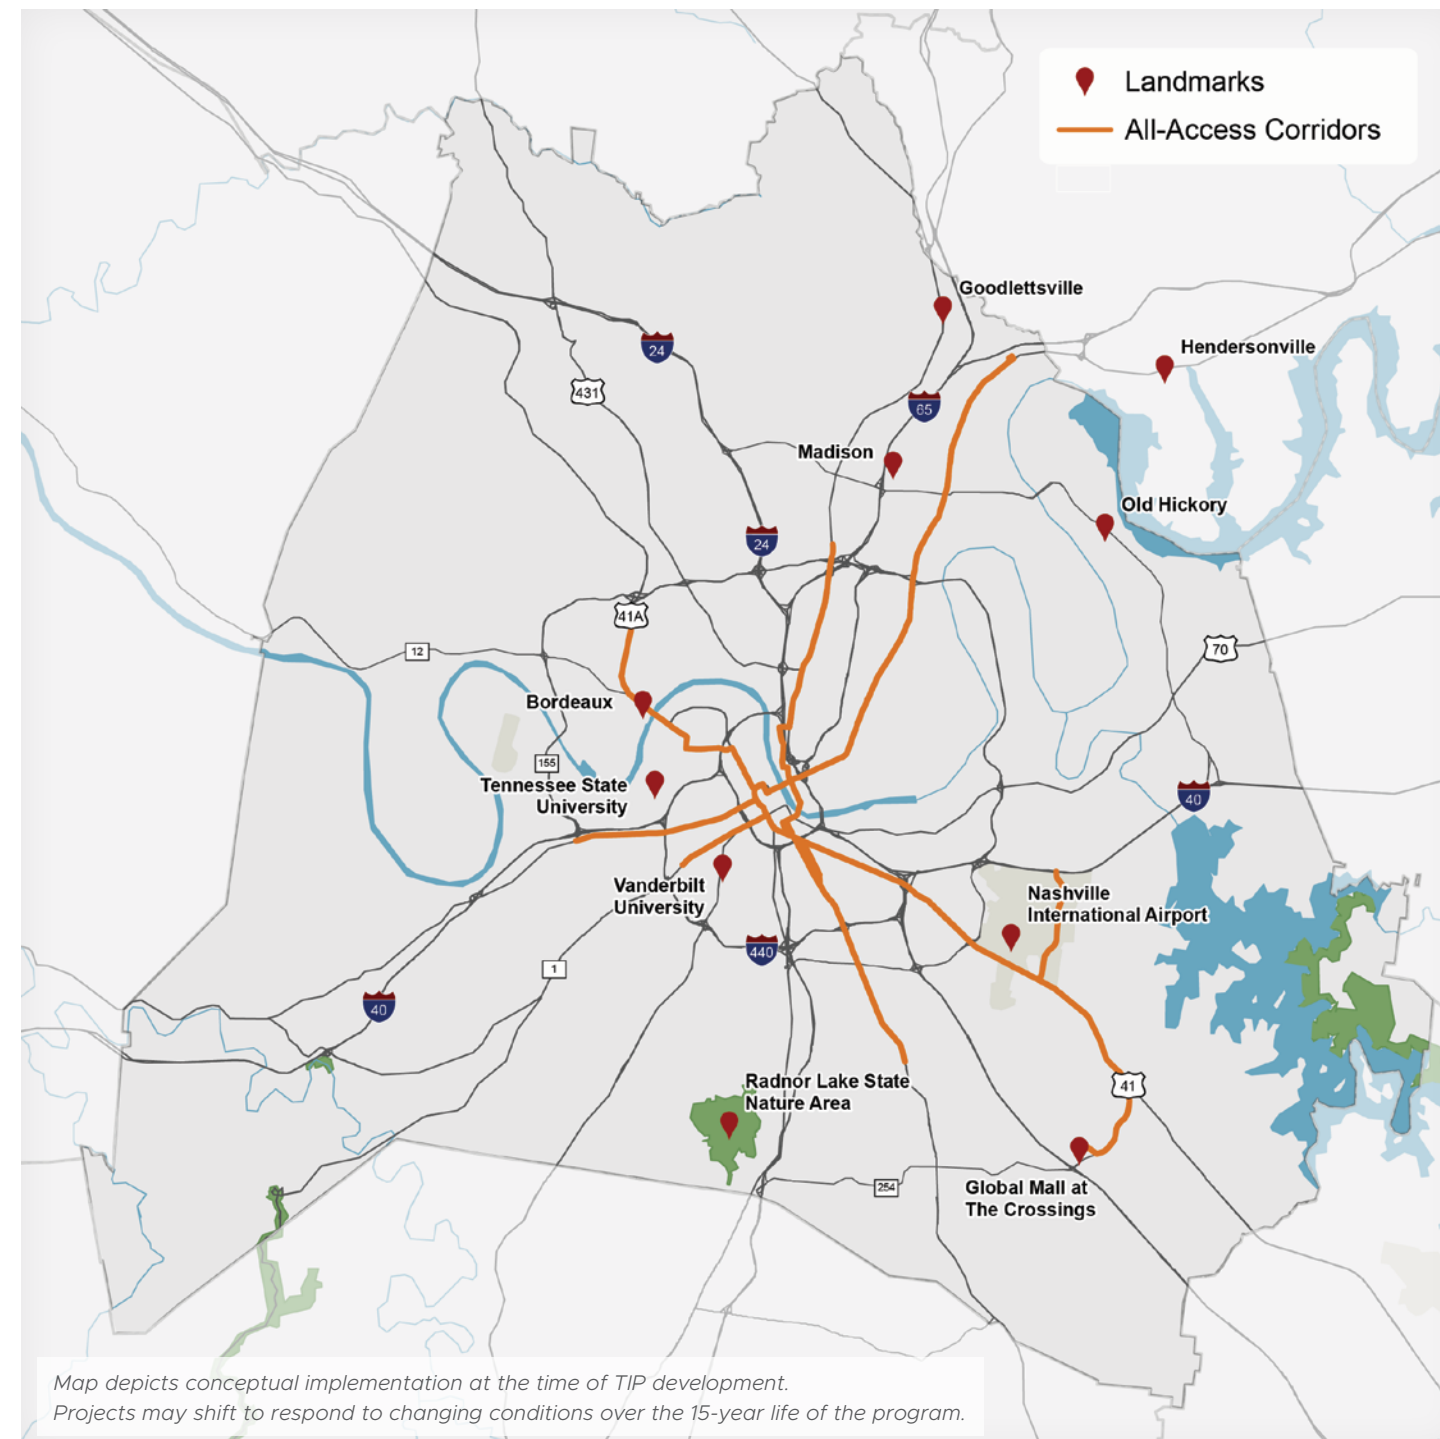 Landmarks
All-Access Corridors
Goodlettsville
Hendersonville
24
431
65
Madison
Old Hickory
24
41A
12
70
Bordeaux
155
Tennessee State
University
40
Vanderbilt
University
Nashville
International Airport
440
1
40
Radnor Lake State
Nature Area
41
254
Global Mall at
The Crossings
Map depicts conceptual implementation at the time of TIP development.
Projects may shift to respond to changing conditions over the 15-year life of the program.